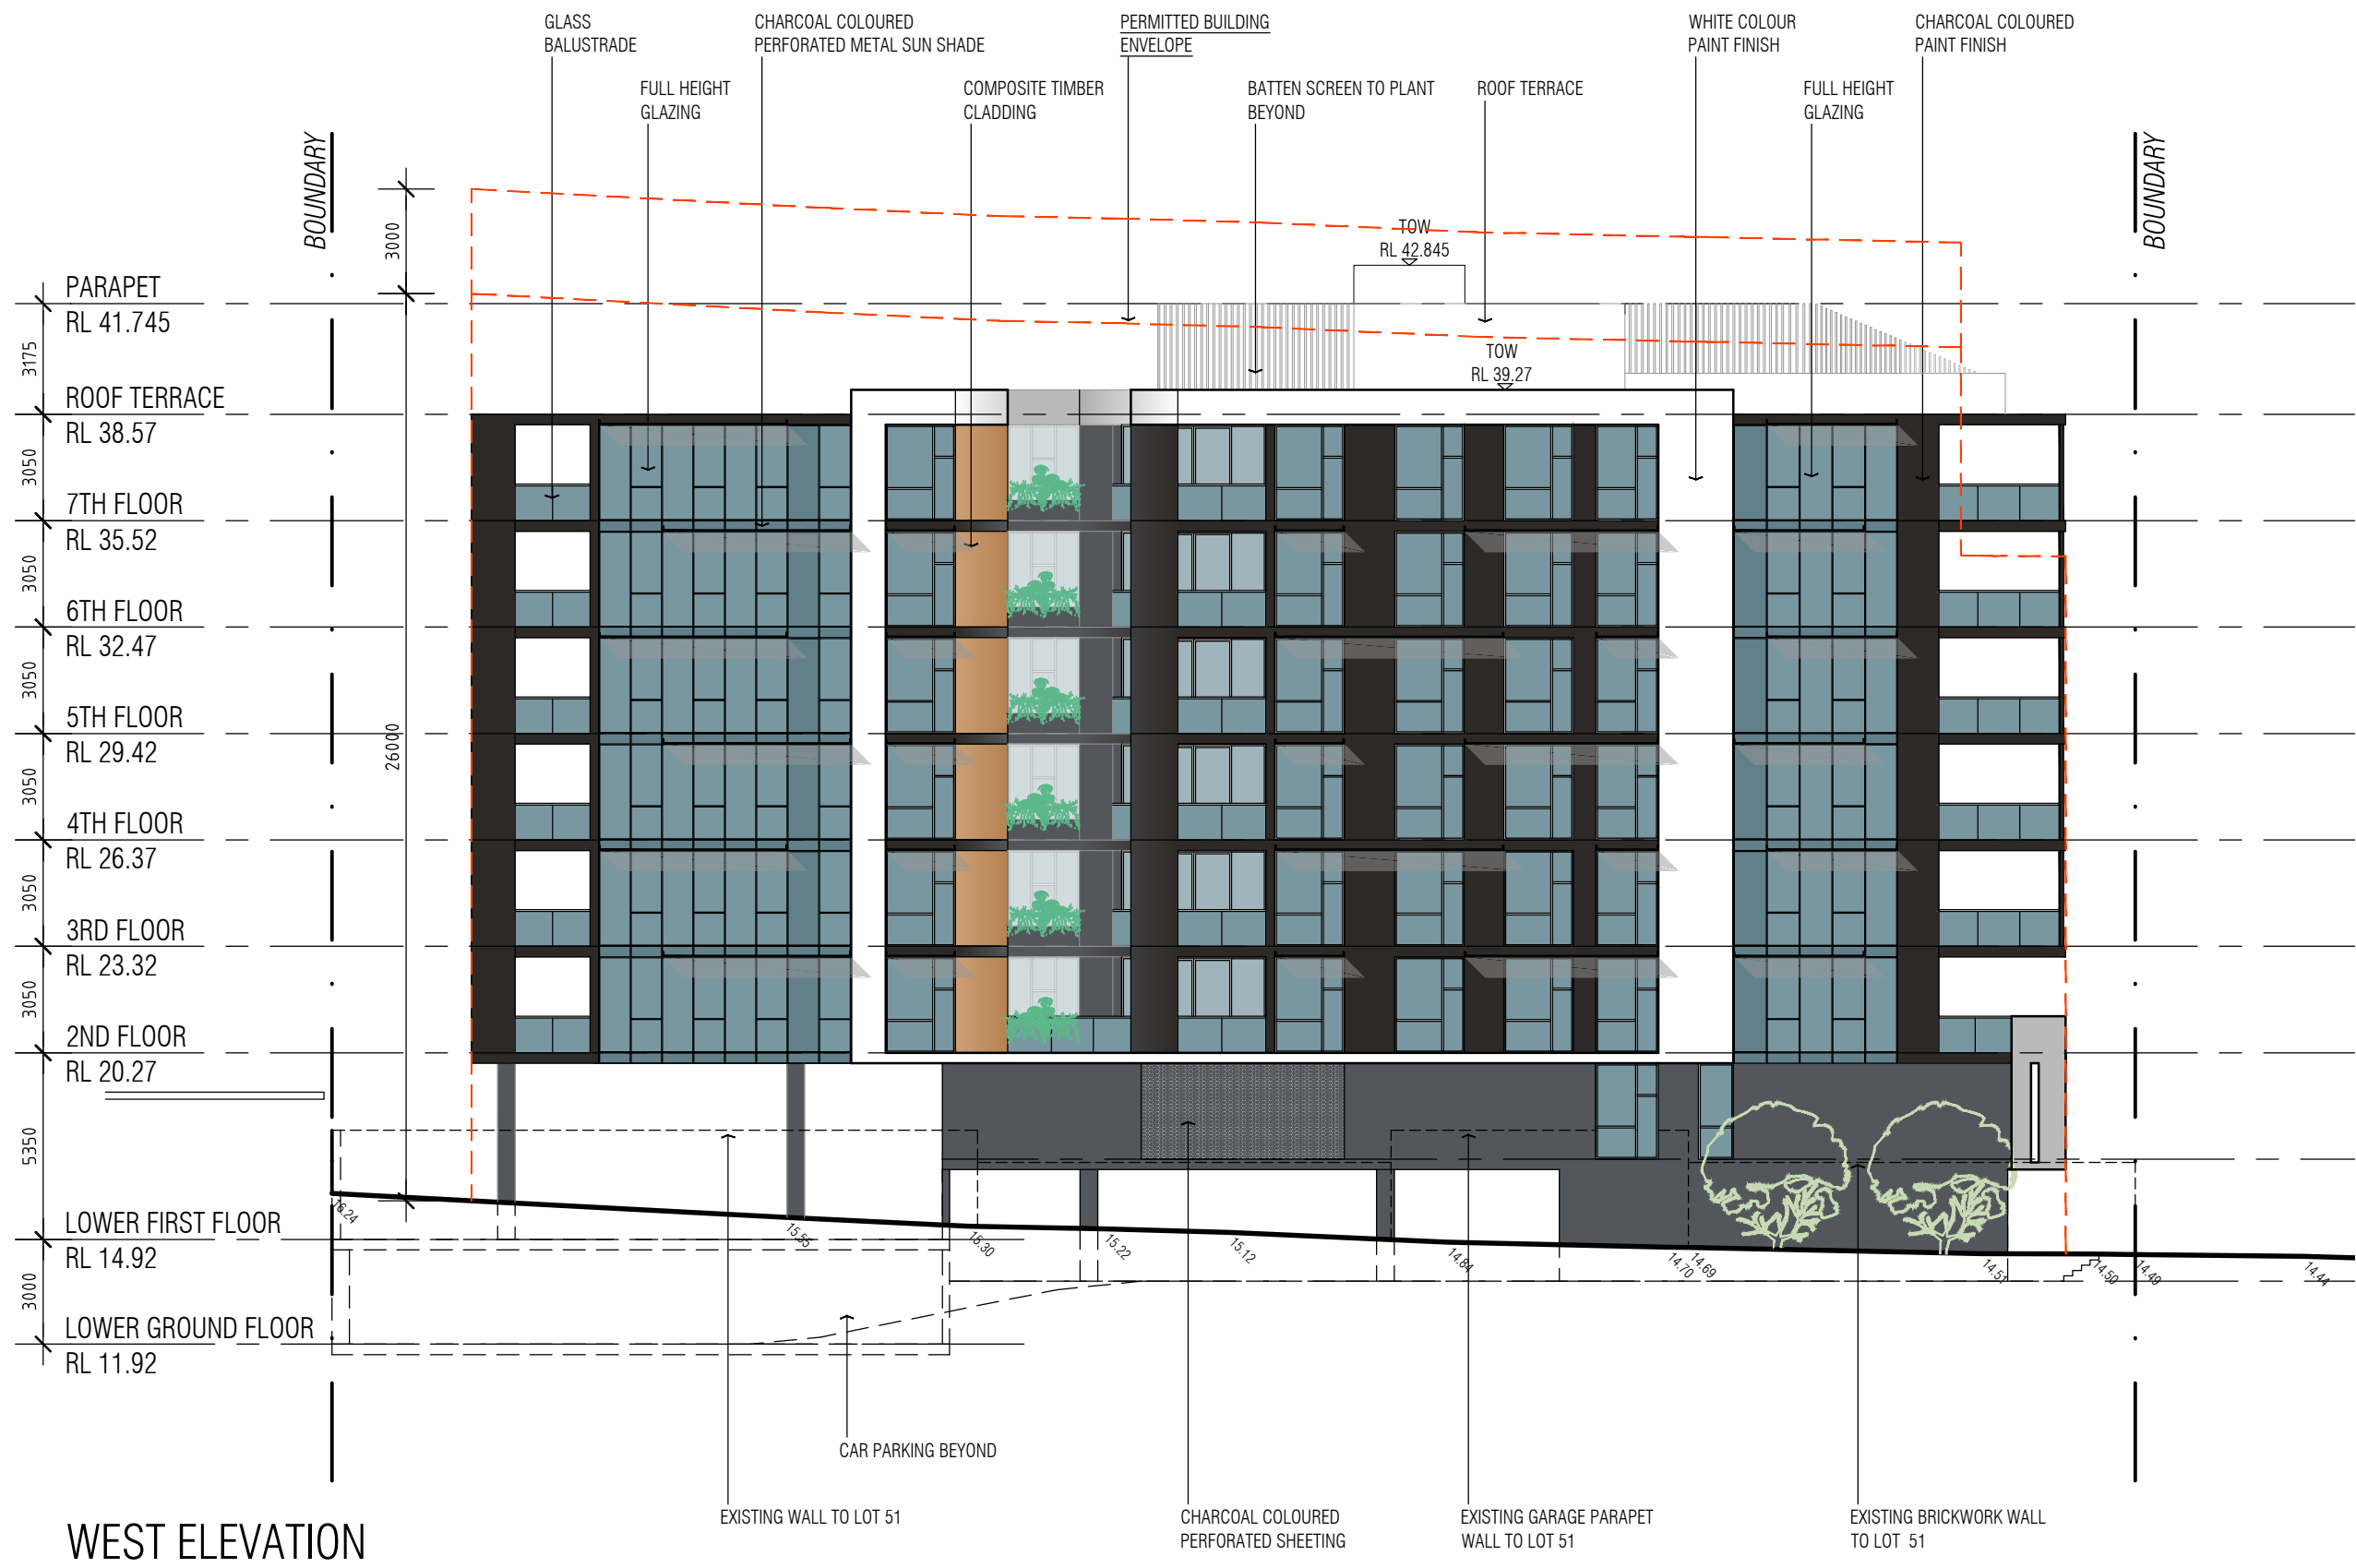 GLASS
BALUSTRADE
CHARCOAL COLOURED
PERFORATED METAL SUN SHADE
PERMITTED BUILDING
ENVELOPE
WHITE COLOUR
PAINT FINISH
CHARCOAL COLOURED
PAINT FINISH
FULL HEIGHT
GLAZING
COMPOSITE TIMBER
CLADDING
BATTEN SCREEN TO PLANT
BEYOND
ROOF TERRACE
FULL HEIGHT
GLAZING
BOUNDARY
BOUNDARY
3000
TOW
RL 42.845
PARAPET
RL 41.745
3175
TOW
RL 39.27
ROOF TERRACE
RL 38.57
3050
7TH FLOOR
RL 35.52
3050
6TH FLOOR
RL 32.47
3050
5TH FLOOR
RL 29.42
26000
3050
4TH FLOOR
RL 26.37
3050
3RD FLOOR
RL 23.32
3050
2ND FLOOR
RL 20.27
5350
LOWER FIRST FLOOR
RL 14.92
16.24
15.55
15.30
15.22
15.12
14.84
14.70
14.69
14.51
14.50
14.49
14.44
3000
LOWER GROUND FLOOR
RL 11.92
CAR PARKING BEYOND
EXISTING WALL TO LOT 51
CHARCOAL COLOURED
PERFORATED SHEETING
EXISTING GARAGE PARAPET
WALL TO LOT 51
EXISTING BRICKWORK WALL
TO LOT 51
WEST ELEVATION